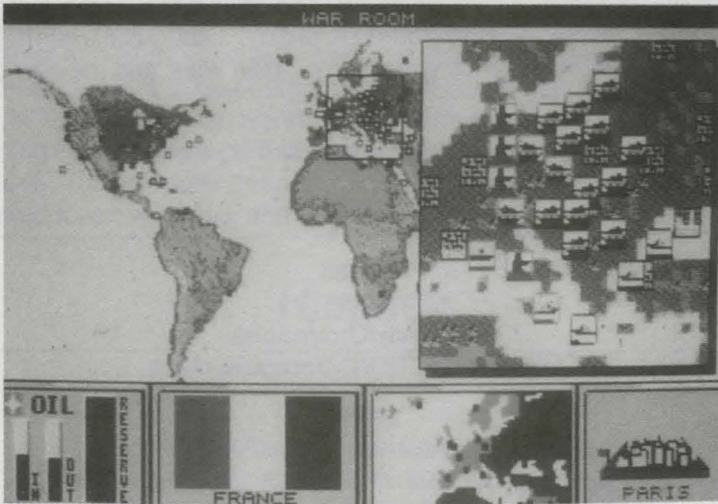 WAR ROOM
OIL
IN
OUT
RESERVE
FRANCE
PARIS